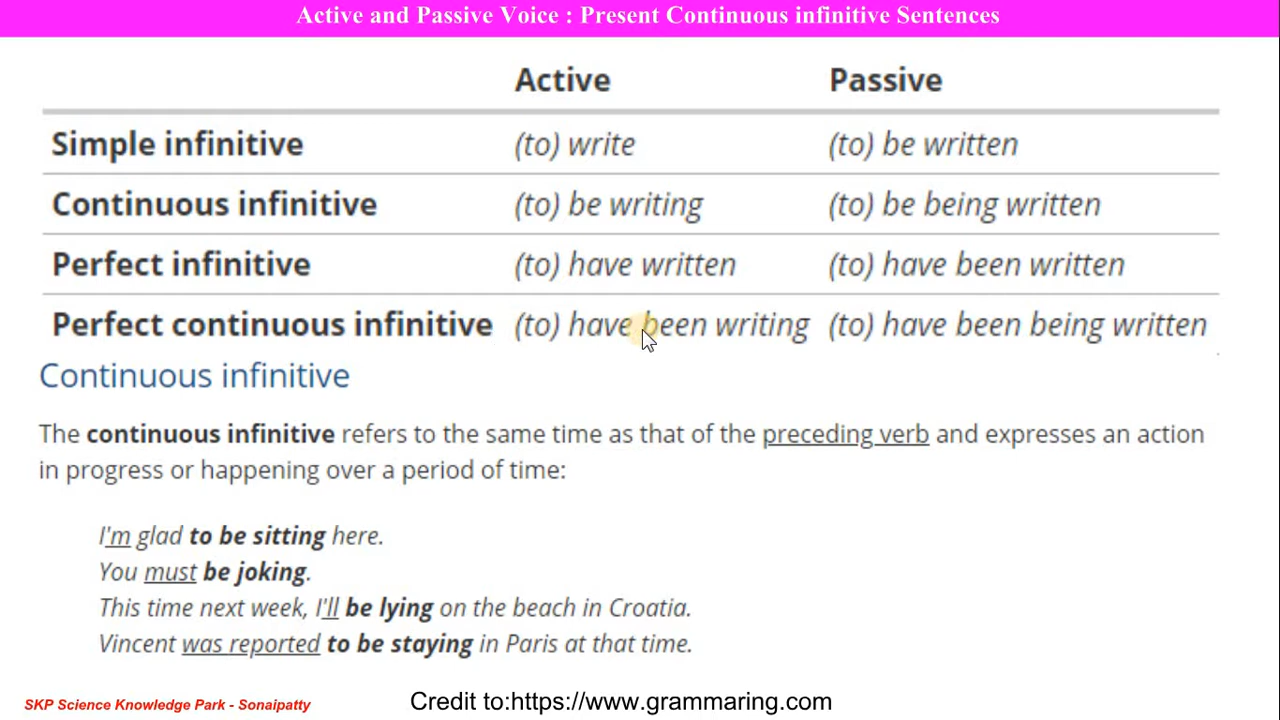 Active and Passive Voice : Present Continuous infinitive Sentences
Active Passive
Simple infinitive (to) write (to) be written
Continuous infinitive (to) be writing (to) be being written
Perfect infinitive (to) have written (to) have been written
Perfect continuous infinitive (to) have been writing (to) have been being written
Continuous infinitive
The continuous infinitive refers to the same time as that of the preceding verb and expresses an action
in progress or happening over a period of time:
I'm glad to be sitting here.
You must be joking.
This time next week, I'll be lying on the beach in Croatia.
Vincent was reported to be staying in Paris at that time.
SKP Science Knowledge Park - Sonaipatty Credit to:https://www.grammaring.com